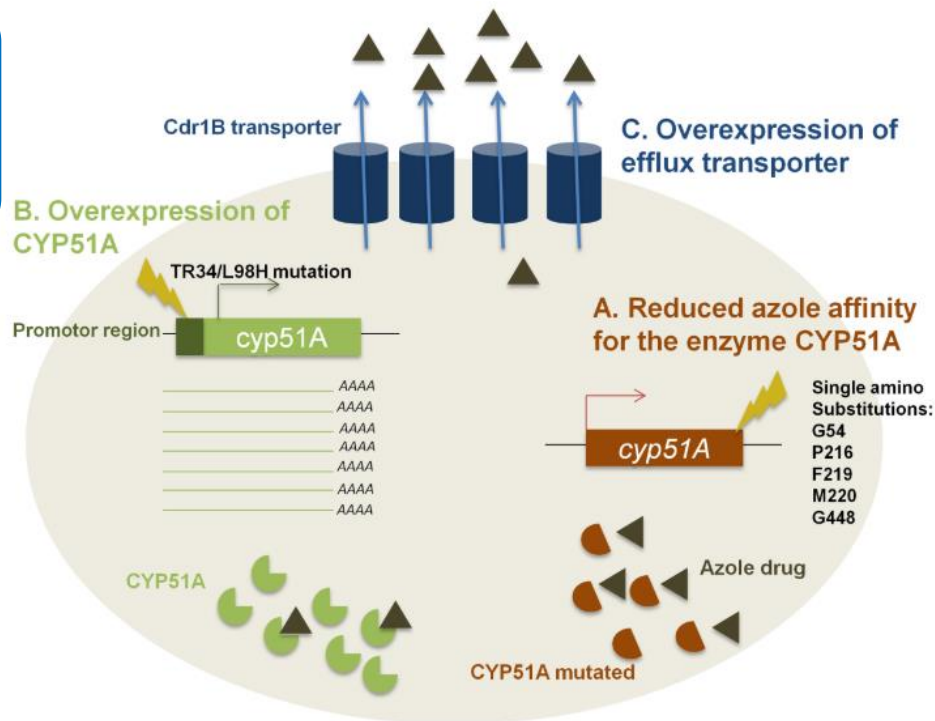 Cdr1B transporter
C. Overexpression of
efflux transporter
B. Overexpression of
CYP51A
TR34/L98H mutation
Promotor region
cyp51A
AAAA
AAAA
AAAA
AAAA
AAAA
AAAA
AAAA
CYP51A
A. Reduced azole affinity
for the enzyme CYP51A
cyp51A
Single amino
Substitutions:
G54
P216
F219
M220
G448
Azole drug
CYP51A mutated